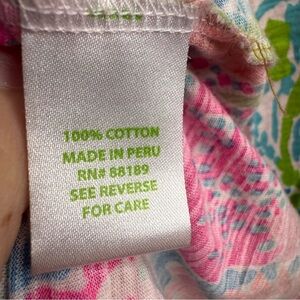 100% COTTON
MADE IN PERU
RN# 88189
SEE REVERSE
FOR CARE